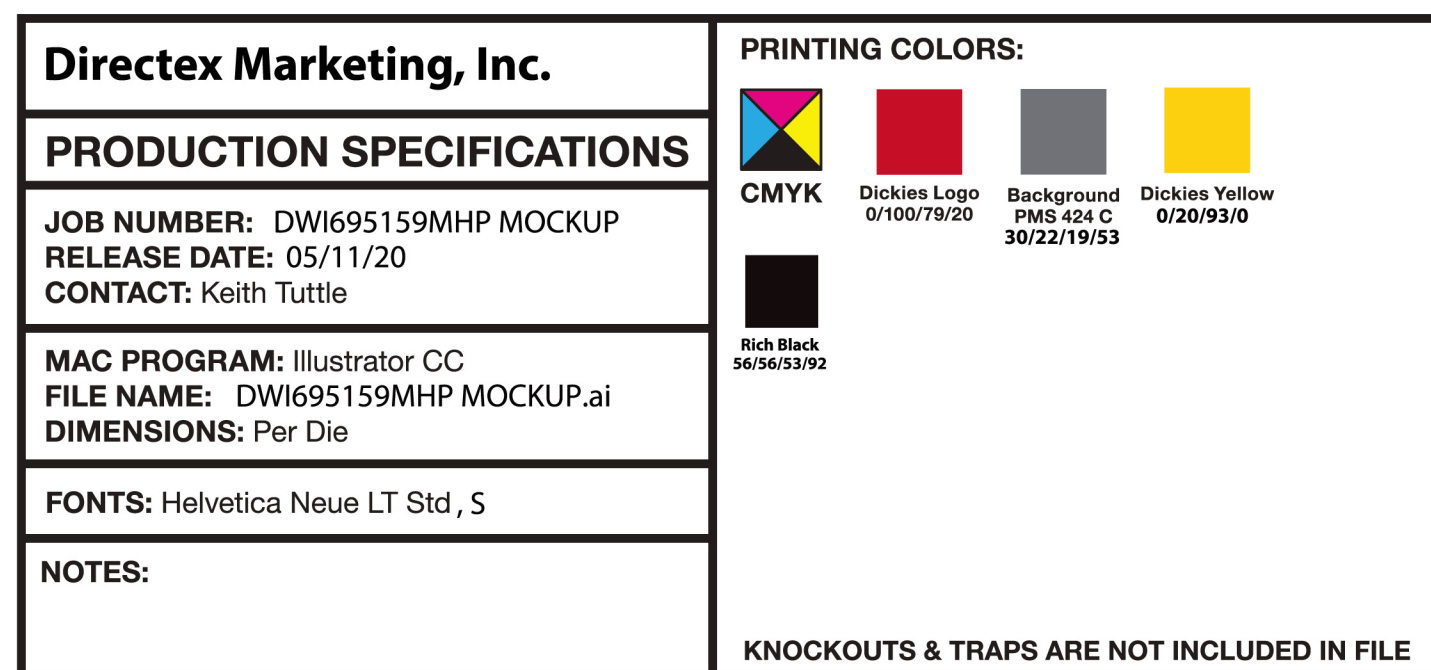 Directex Marketing, Inc.
PRODUCTION SPECIFICATIONS
JOB NUMBER: DWI695159MHP MOCKUP
RELEASE DATE: 05/11/20
CONTACT: Keith Tuttle
MAC PROGRAM: Illustrator CC
FILE NAME: DWI695159MHP MOCKUP.ai
DIMENSIONS: Per Die
FONTS: Helvetica Neue LT Std , S
NOTES:
PRINTING COLORS:
CMYK
Dickies Logo
0/100/79/20
Background
PMS 424 C
30/22/19/53
Dickies Yellow
0/20/93/0
Rich Black
56/56/53/92
KNOCKOUTS & TRAPS ARE NOT INCLUDED IN FILE